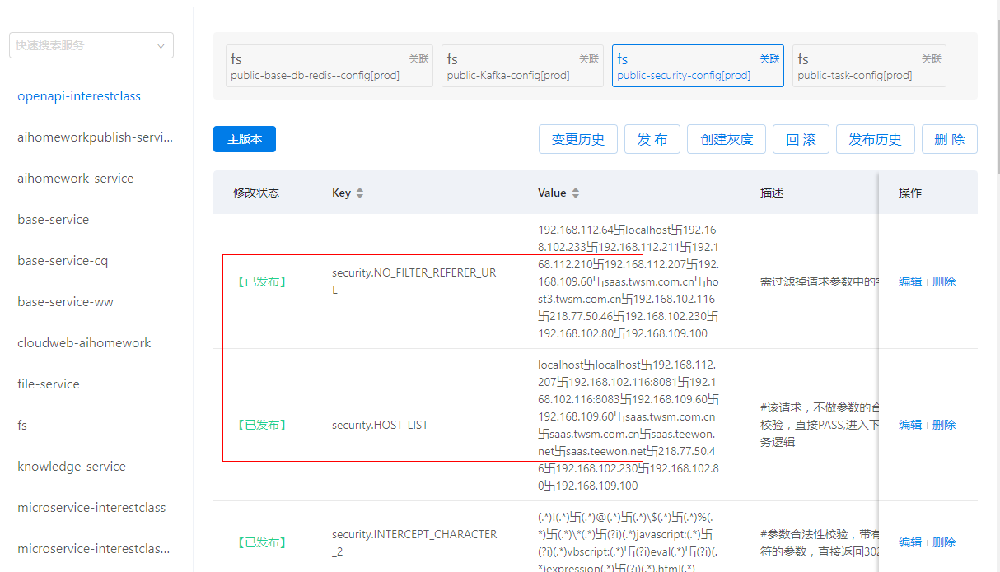 快速搜索服务
openapi-interestclass
aihomeworkpublish-servi...
aihomework-service
base-service
base-service-cq
base-service-ww
cloudweb-aihomework
file-service
fs
knowledge-service
microservice-interestclass
microservice-interestclas...
fs 关联
public-base-db-redis--config[prod]
fs 关联
public-Kafka-config[prod]
fs 关联
public-security-config[prod]
fs 关联
public-task-config[prod]
主版本 变更历史 发 布 创建灰度 回 滚 发布历史 删 除
修改状态 Key Value 描述 操作
【已发布】
security.NO_FILTER_REFERER_UR
L
192.168.112.64卐localhost卐192.16
8.102.233卐192.168.112.211卐192.1
68.112.210卐192.168.112.207卐192.
168.109.60卐saas.twsm.com.cn卐ho
st3.twsm.com.cn卐192.168.102.116
卐218.77.50.46卐192.168.102.230卐
192.168.102.80卐192.168.109.100
需过滤掉请求参数中的
编辑 删除
【已发布】
security.HOST_LIST
localhost卐localhost卐192.168.112.
207卐192.168.102.116:8081卐192.1
68.102.116:8083卐192.168.109.60卐
192.168.109.60卐saas.twsm.com.cn
卐saas.twsm.com.cn卐saas.teewon.
net卐saas.teewon.net卐218.77.50.4
6卐192.168.102.230卐192.168.102.8
0卐192.168.109.100
#该请求，不做参数的合
校验，直接PASS,进入下
务逻辑
编辑 删除
【已发布】
security.INTERCEPT_CHARACTER
_2
(.*)!(.*)卐(.*)@(.*)卐(.*)\$(.*)卐(.*)%(.
*)卐(.*)\*(.*)卐(?i)(.*)javascript:(.*)卐
(?i)(.*)vbscript:(.*)卐(?i)eval(.*)卐(?i)(.
*)expression(.*)卐(?i)(.*).html(.*)
#参数合法性校验，带有
符的参数，直接返回302
编辑 删除